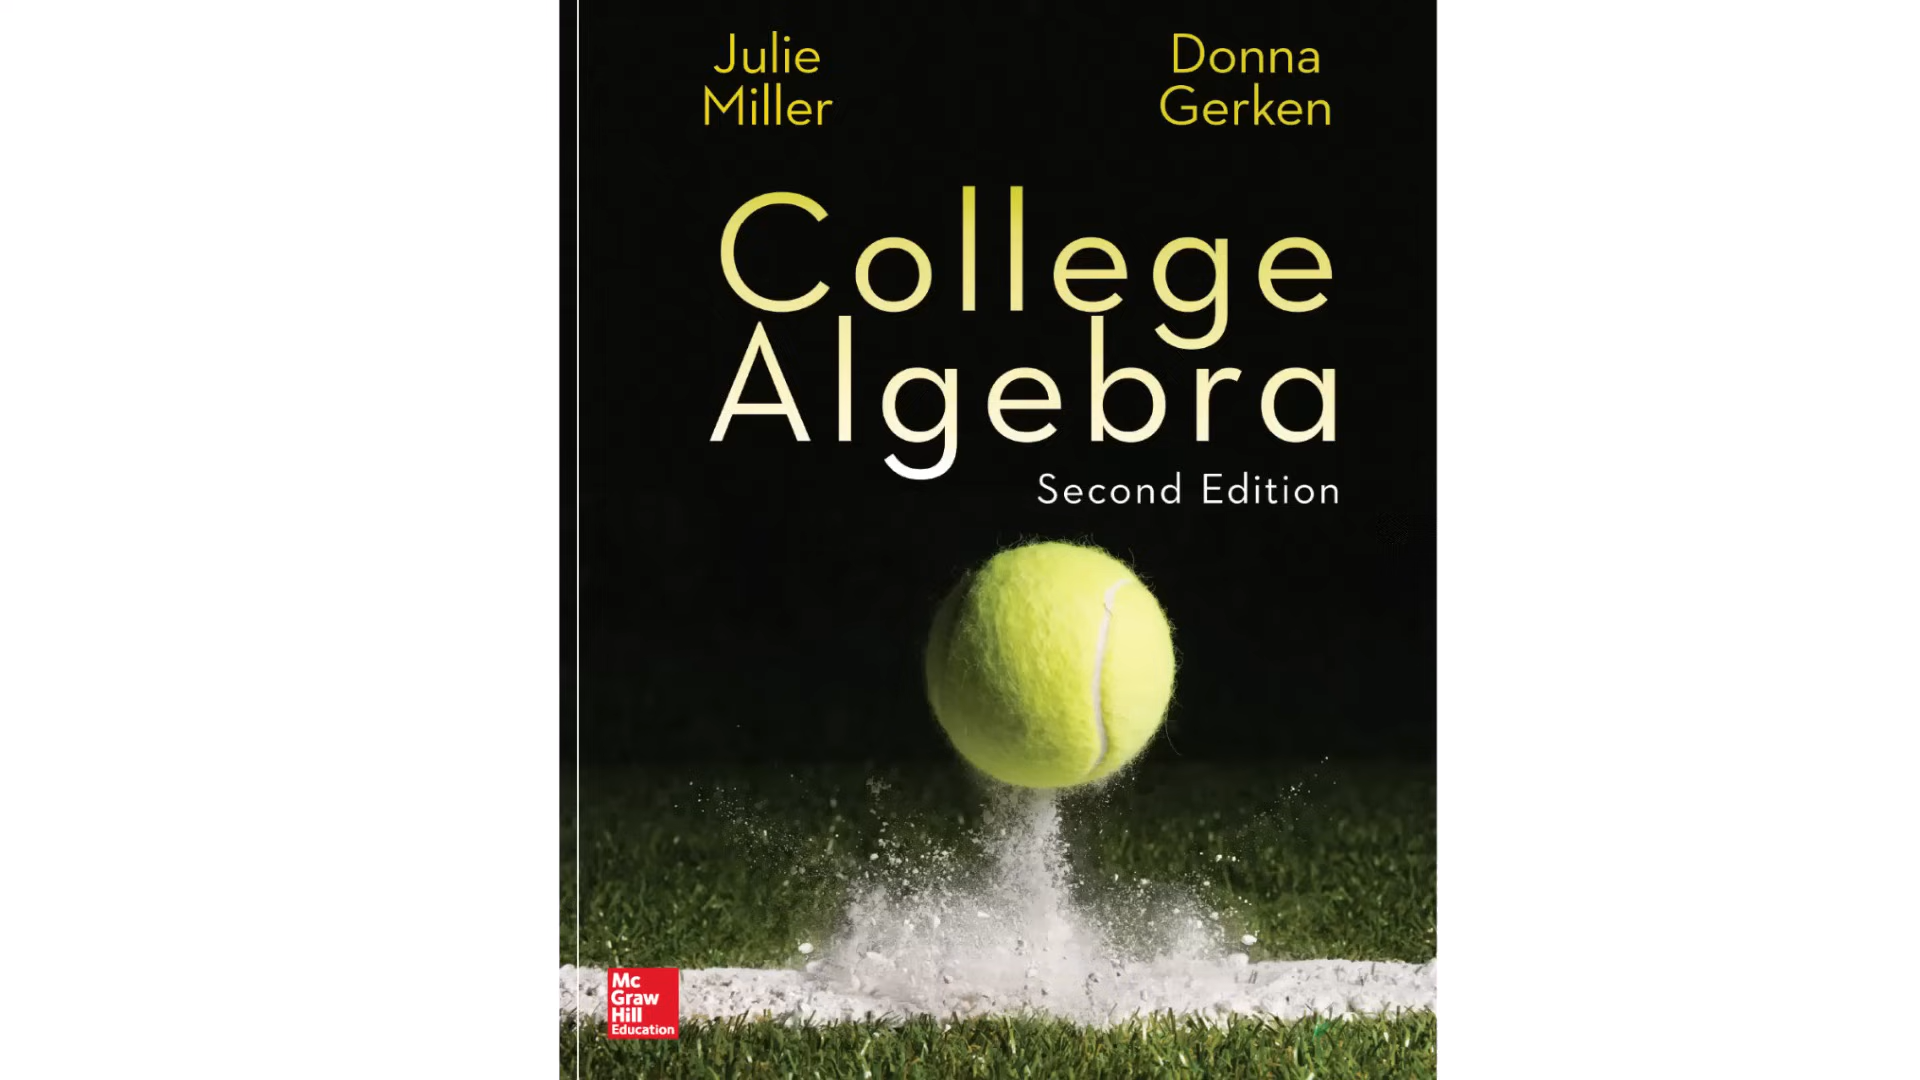 Julie
Miller
Donna
Gerken
College
Algebra
Second Edition
Mc
Graw
Hill
Education